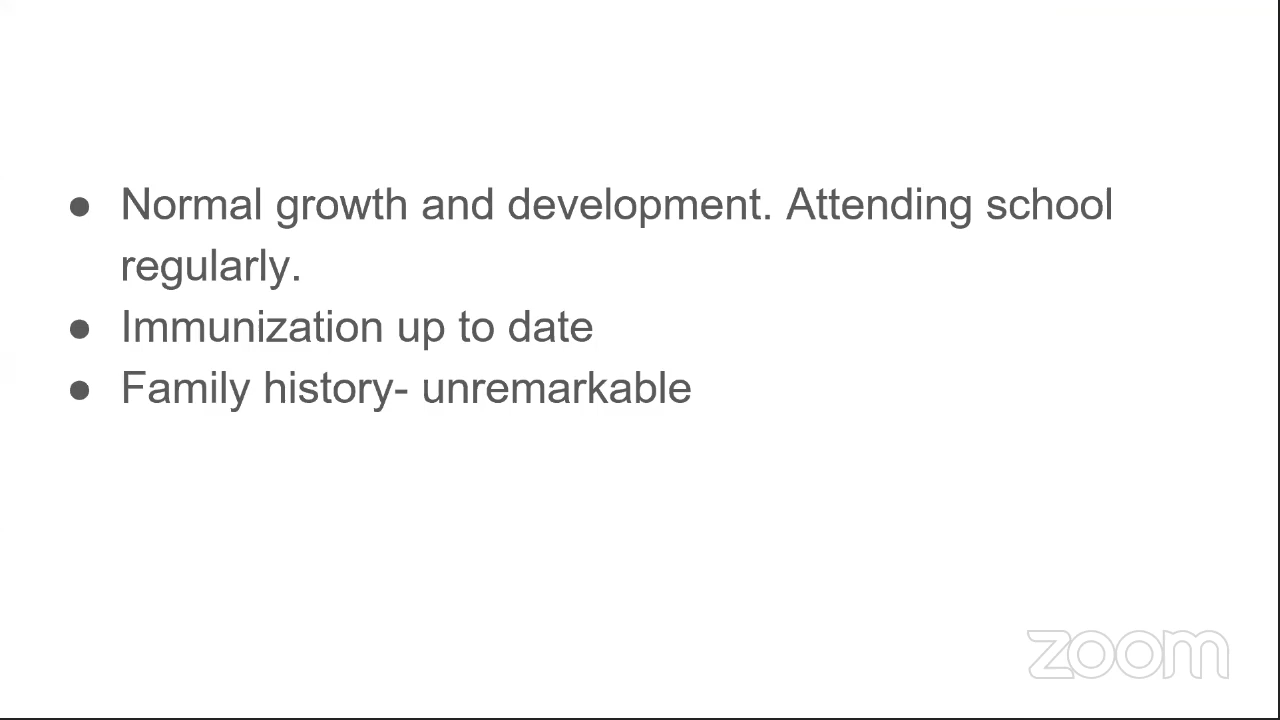 ● Normal growth and development. Attending school
regularly.
● Immunization up to date
● Family history- unremarkable
zoom